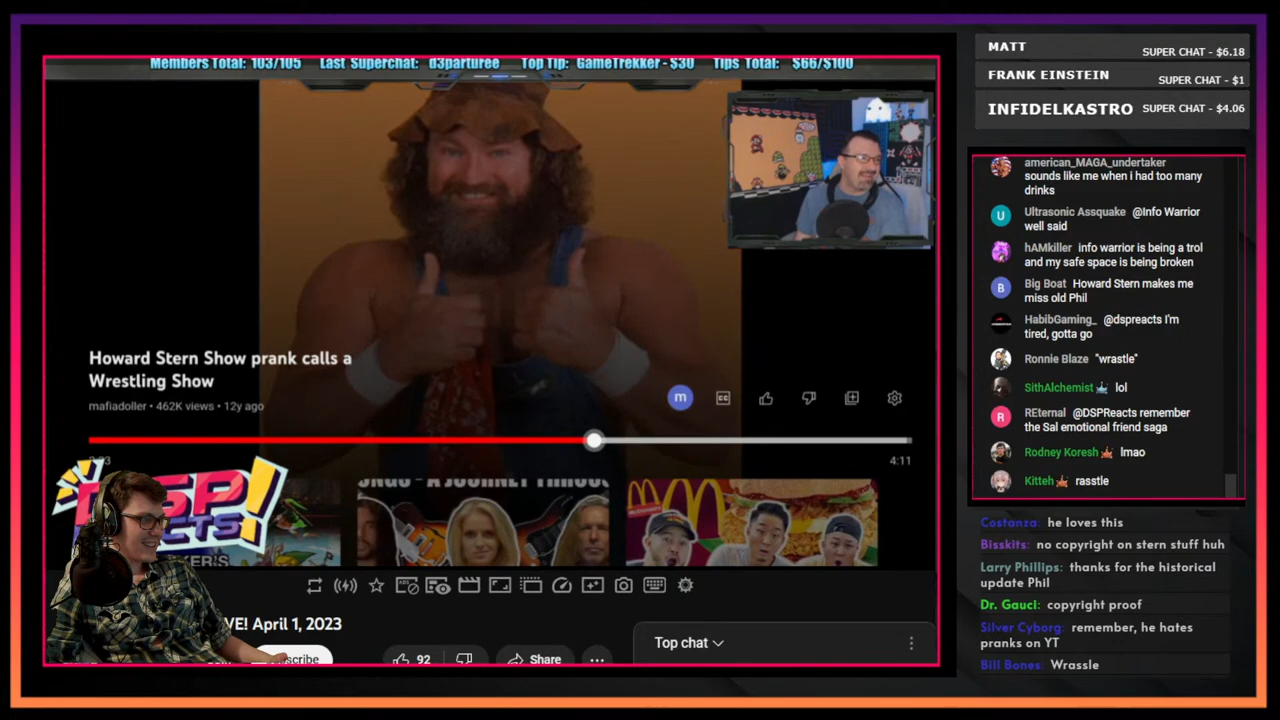 Members Total: 103/105 Last Superchat: d3parturee Top Tip: GameTrekker - $30 Tips Total: $66/$100
Howard Stern Show prank calls a
Wrestling Show
mafiadoller • 462K views • 12y ago
m
CC
4:11
VE! April 1, 2023
Subscribe
92
Share
Top chat
MATT SUPER CHAT - $6.18
FRANK EINSTEIN SUPER CHAT - $1
INFIDELKASTRO SUPER CHAT - $4.06
american_MAGA_undertaker
sounds like me when i had too many
drinks
U
Ultrasonic Assquake @Info Warrior
well said
hAMkiller info warrior is being a trol
and my safe space is being broken
B
Big Boat Howard Stern makes me
miss old Phil
HabibGaming_ @dspreacts I'm
tired, gotta go
Ronnie Blaze "wrastle"
SithAlchemist lol
R
REternal @DSPReacts remember
the Sal emotional friend saga
Rodney Koresh lmao
Kitteh rasstle
Costanza: he loves this
Bisskits: no copyright on stern stuff huh
Larry Phillips: thanks for the historical
update Phil
Dr. Gauci: copyright proof
Silver Cyborg: remember, he hates
pranks on YT
Bill Bones: Wrassle